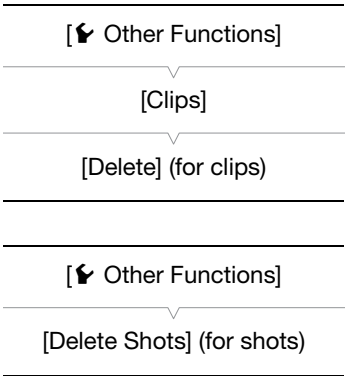 [ Other Functions]
[Clips]
[Delete] (for clips)
[ Other Functions]
[Delete Shots] (for shots)